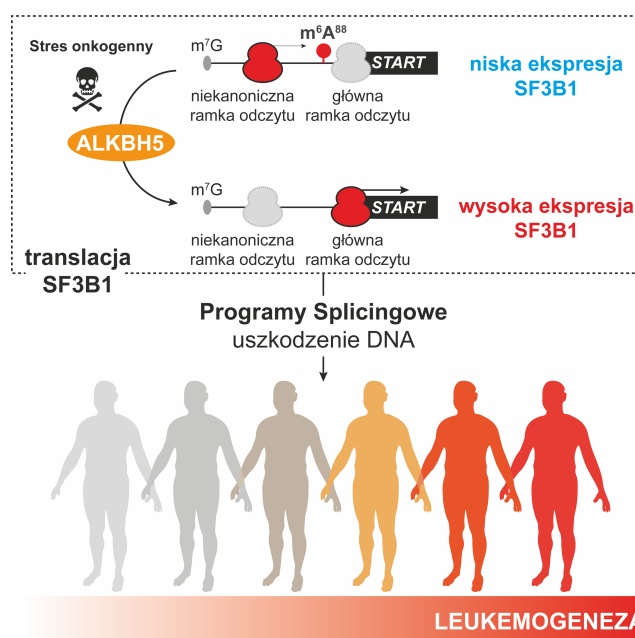 Stres onkogenny
m⁷G
m⁶A⁸⁸
START
niekanoniczna
ramka odczytu
główna
ramka odczytu
niska ekspresja
SF3B1
ALKBH5
m⁷G
START
niekanoniczna
ramka odczytu
główna
ramka odczytu
wysoka ekspresja
SF3B1
translacja
SF3B1
Programy Splicingowe
uszkodzenie DNA
LEUKEMOGENEZA